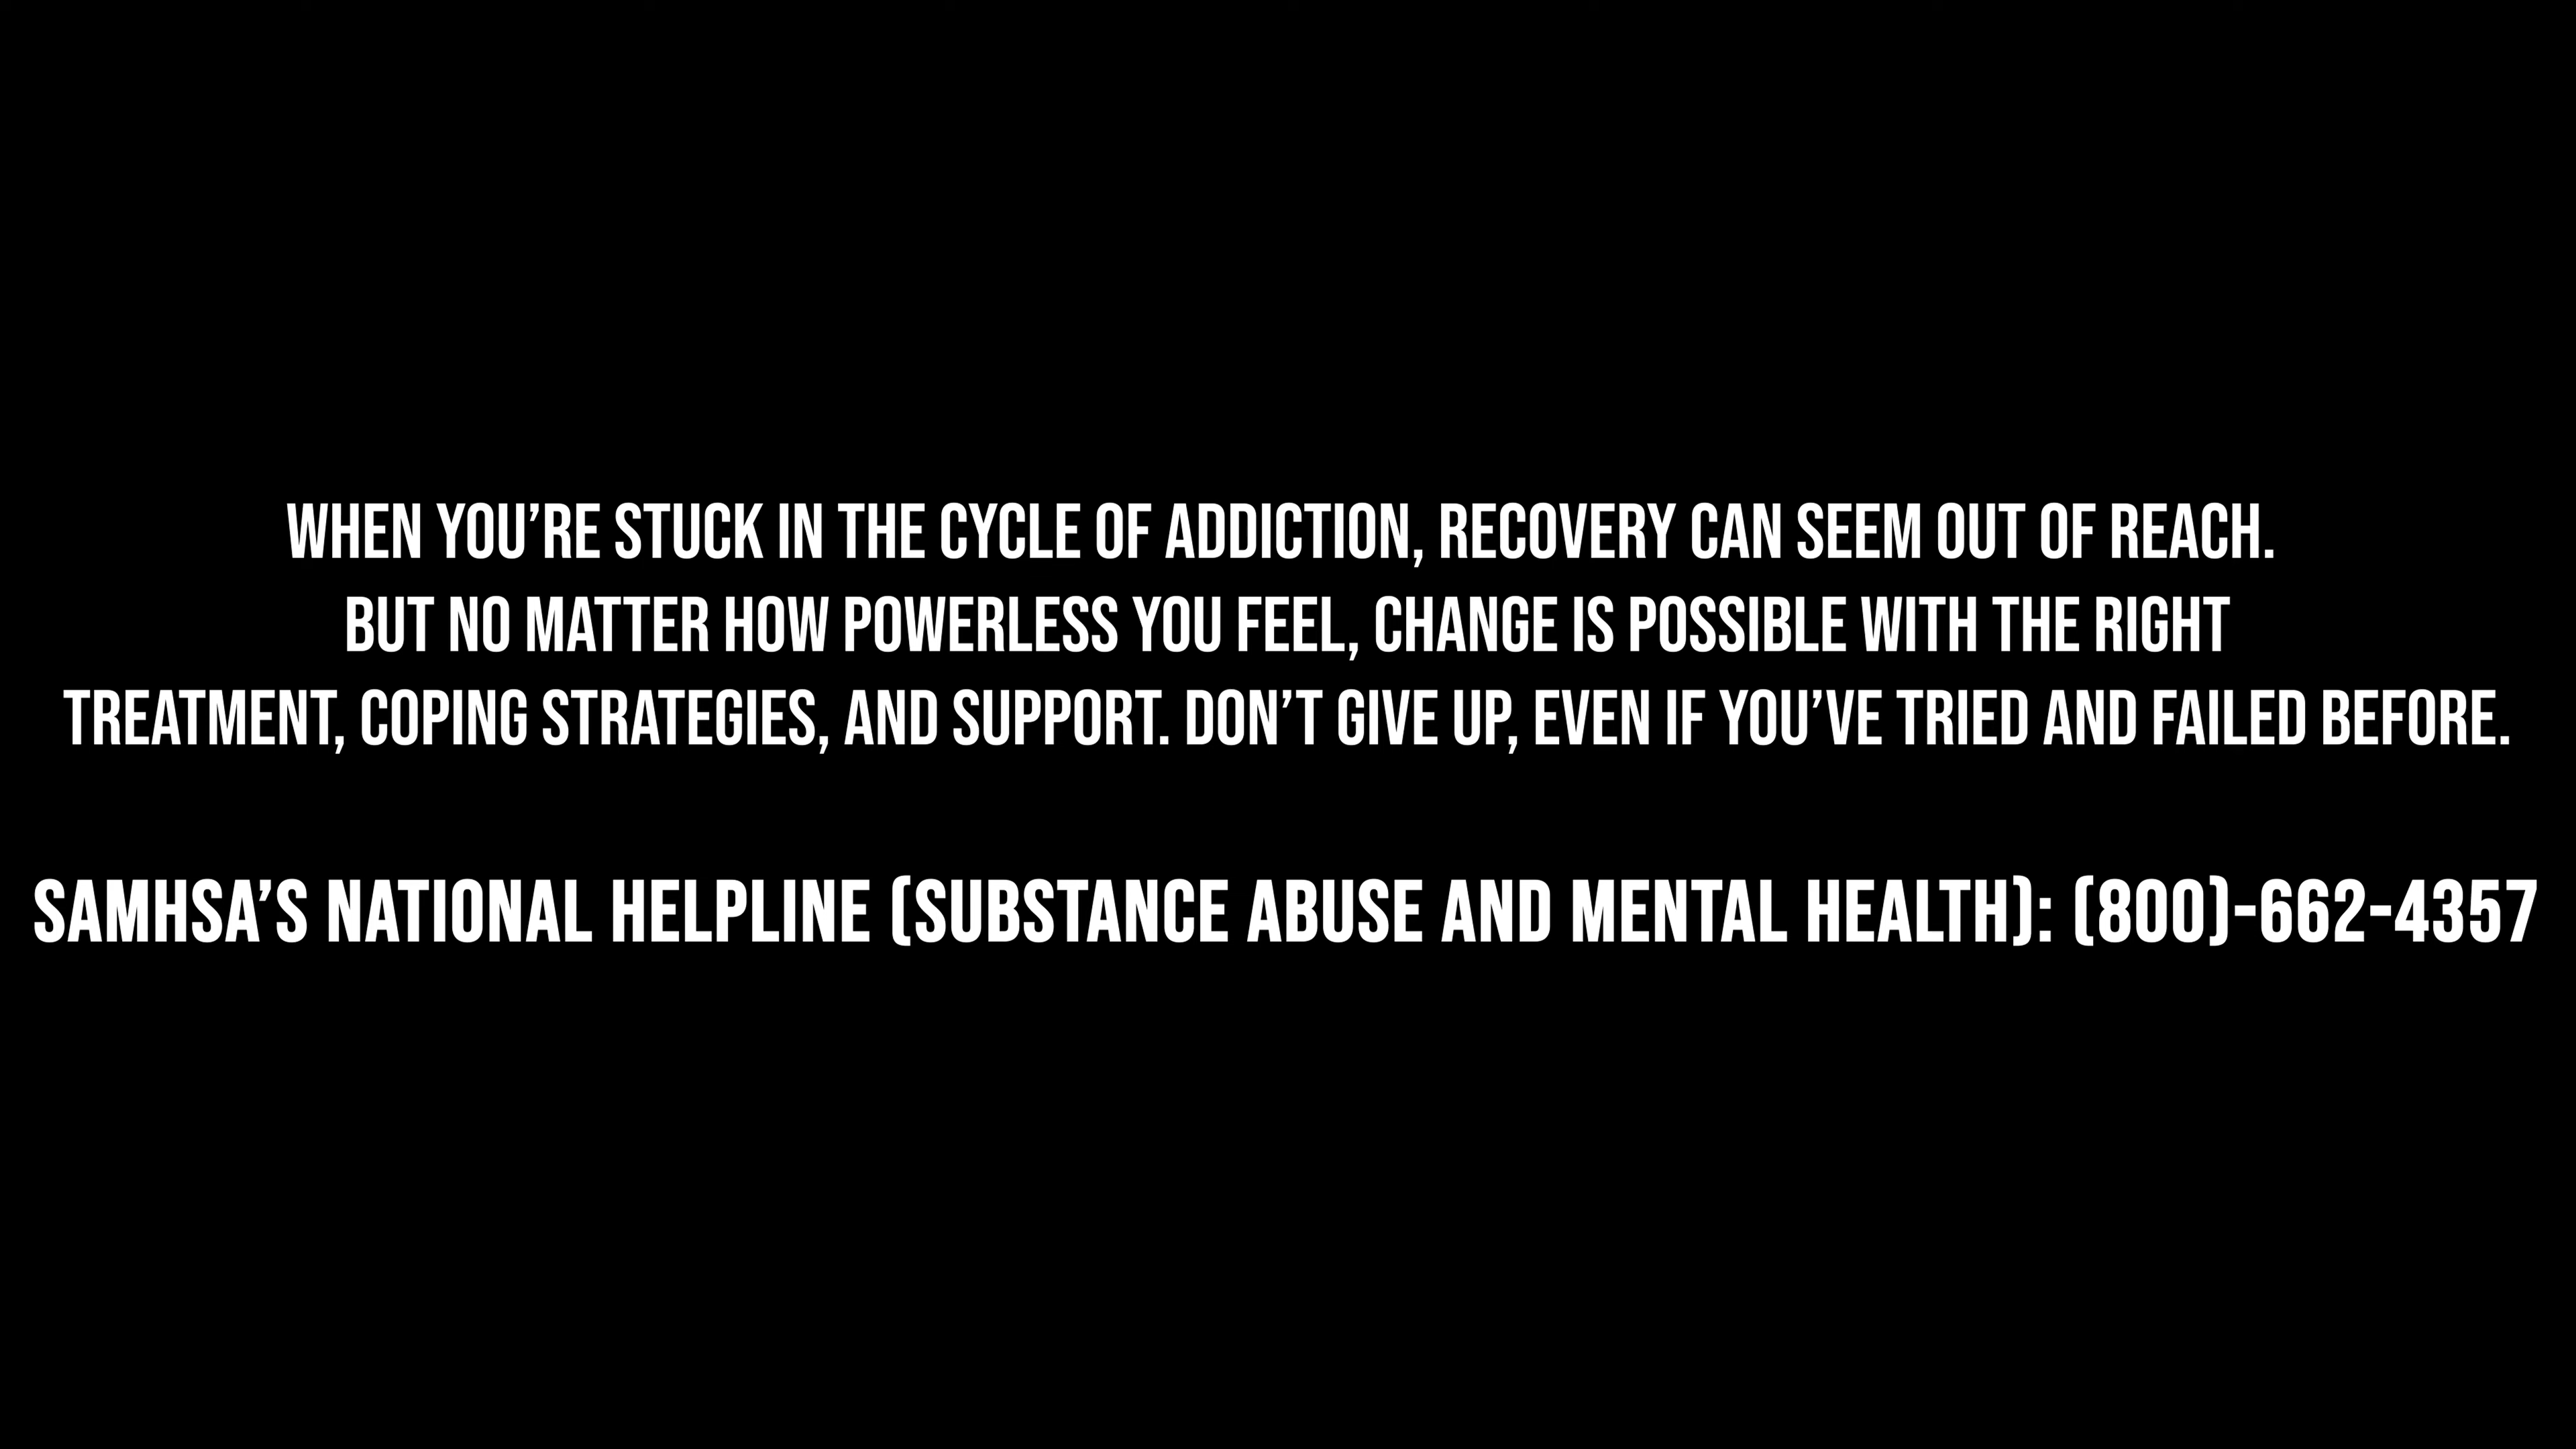 WHEN YOU’RE STUCK IN THE CYCLE OF ADDICTION, RECOVERY CAN SEEM OUT OF REACH.
BUT NO MATTER HOW POWERLESS YOU FEEL, CHANGE IS POSSIBLE WITH THE RIGHT
TREATMENT, COPING STRATEGIES, AND SUPPORT. DON’T GIVE UP, EVEN IF YOU’VE TRIED AND FAILED BEFORE.
SAMHSA’S NATIONAL HELPLINE (SUBSTANCE ABUSE AND MENTAL HEALTH): (800)-662-4357